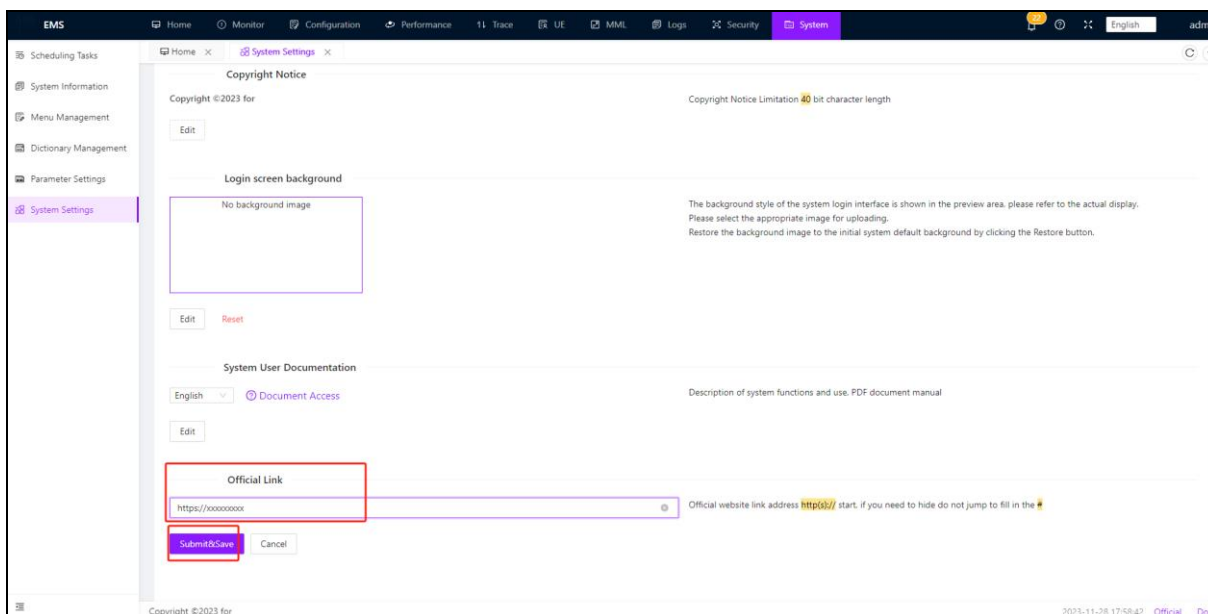 EMS Home Monitor Configuration Performance Trace UE MML Logs Security System 22 English
Home System Settings
Scheduling Tasks
System Information
Menu Management
Dictionary Management
Parameter Settings
System Settings
Copyright Notice
Copyright ©2023 for
Copyright Notice Limitation 40 bit character length
Edit
Login screen background
No background image
The background style of the system login interface is shown in the preview area, please refer to the actual display.
Please select the appropriate image for uploading.
Restore the background image to the initial system default background by clicking the Restore button.
Edit Reset
System User Documentation
English Document Access
Description of system functions and use, PDF document manual
Edit
Official Link
https://xxxxxxxxx
Official website link address http(s):// start, if you need to hide do not jump to fill in the #
Submit&Save Cancel
Copyright ©2023 for 2023-11-28 17:58:42 Official